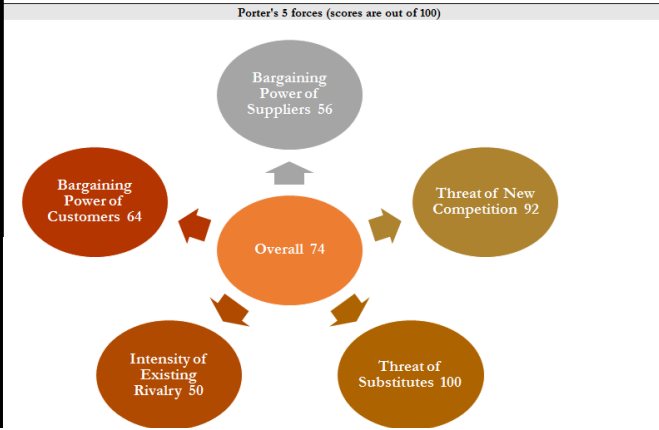 Porter's 5 forces (scores are out of 100)
Bargaining
Power of
Suppliers 56
Bargaining
Power of
Customers 64
Threat of New
Competition 92
Overall 74
Intensity of
Existing
Rivalry 50
Threat of
Substitutes 100